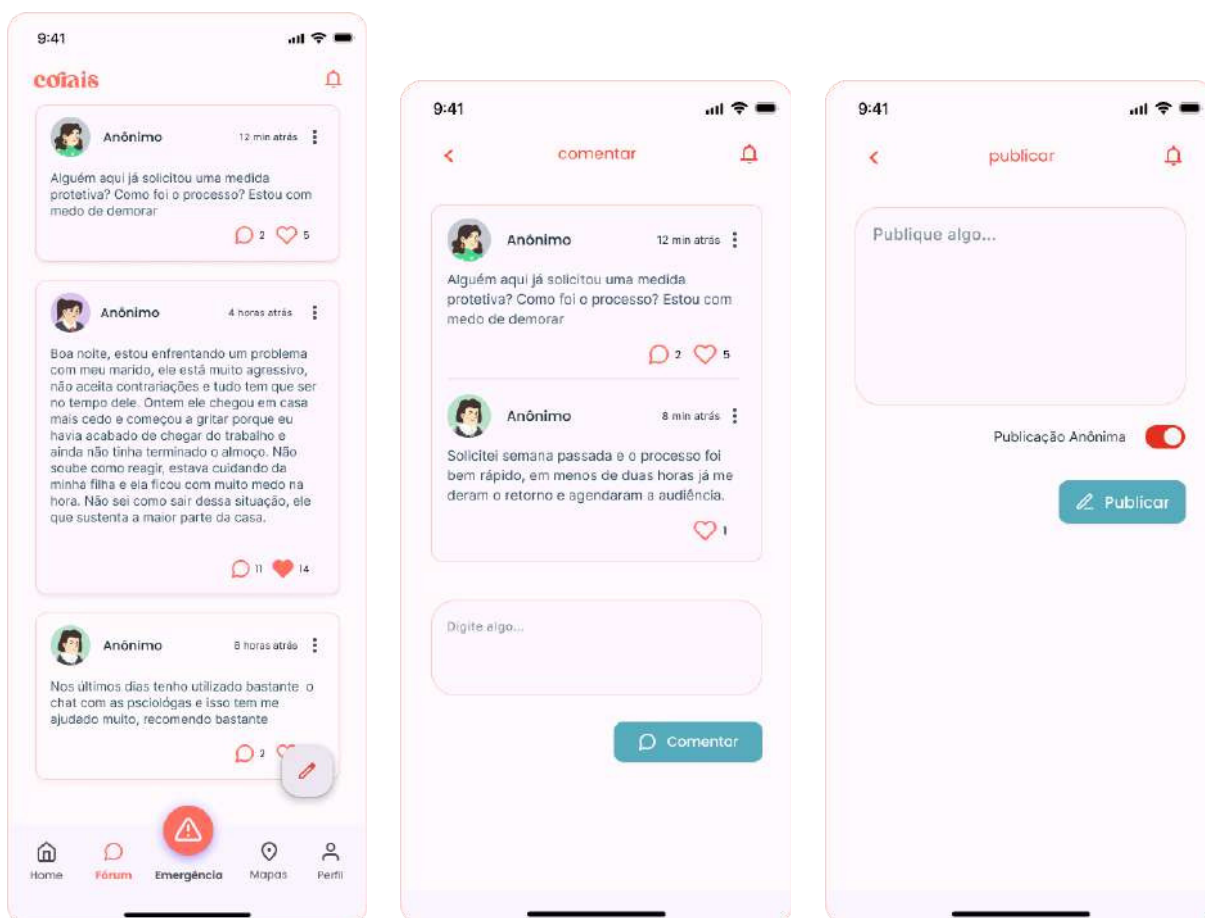 9:41
corais
Anônimo
12 min atrás
Alguém aqui já solicitou uma medida
protetiva? Como foi o processo? Estou com
medo de demorar
2
5
Anônimo
4 horas atrás
Boa noite, estou enfrentando um problema
com meu marido, ele está muito agressivo,
não aceita contrariações e tudo tem que ser
no tempo dele. Ontem ele chegou em casa
mais cedo e começou a gritar porque eu
havia acabado de chegar do trabalho e
ainda não tinha terminado o almoço. Não
soube como reagir, estava cuidando da
minha filha e ela ficou com muito medo na
hora. Não sei como sair dessa situação, ele
que sustenta a maior parte da casa.
11
14
Anônimo
horas atrás
Nos últimos dias tenho utilizado bastante o
chat com as psciológas e isso tem me
ajudado muito, recomendo bastante
2
Home
Fórum
Emergência
Mapas
Perfil
9:41
comentar
Anônimo
12 min atrás
Alguém aqui já solicitou uma medida
protetiva? Como foi o processo? Estou com
medo de demorar
2
5
Anônimo
8 min atrás
Solicitei semana passada e o processo foi
bem rápido, em menos de duas horas já me
deram o retorno e agendaram a audiência.
1
Digite algo...
Comentar
9:41
publicar
Publique algo...
Publicação Anônima
Publicar